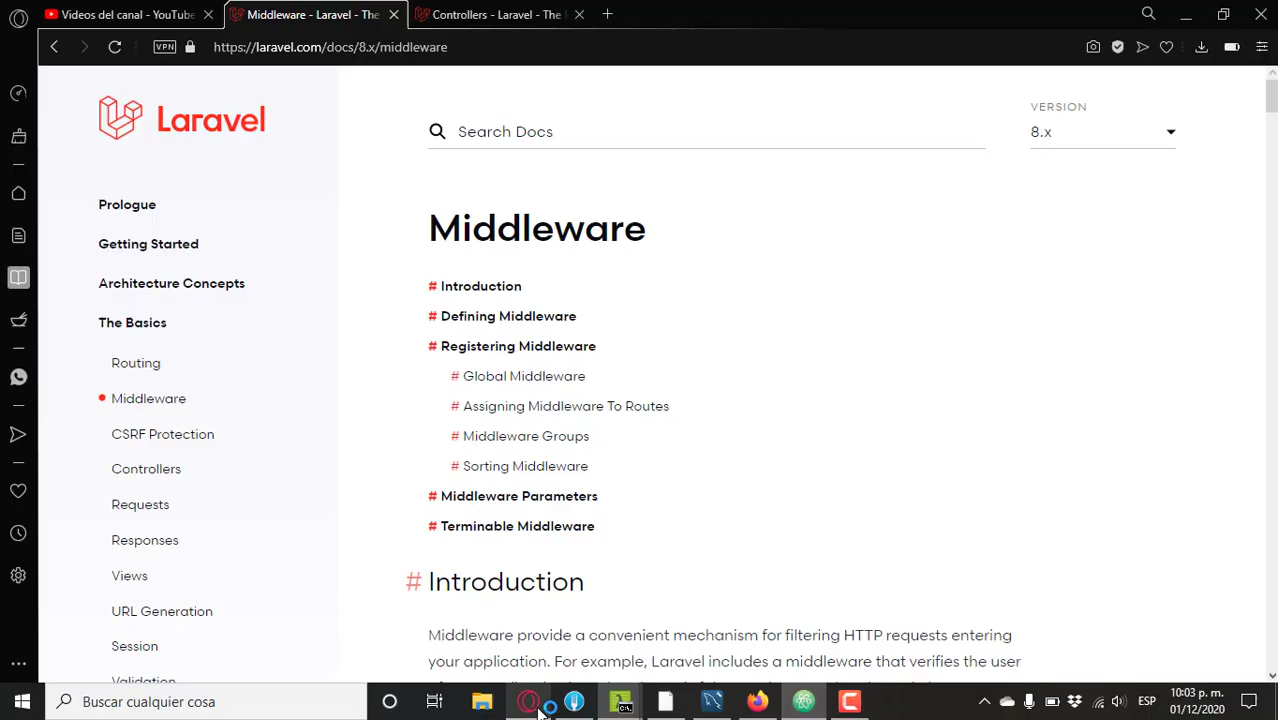 Videos del canal - YouTube
Middleware - Laravel - The
Controllers - Laravel - The
VPN
https://laravel.com/docs/8.x/middleware
Laravel
Search Docs
VERSION
8.x
Prologue
Getting Started
Architecture Concepts
The Basics
Routing
Middleware
CSRF Protection
Controllers
Requests
Responses
Views
URL Generation
Session
Validation
Middleware
# Introduction
# Defining Middleware
# Registering Middleware
# Global Middleware
# Assigning Middleware To Routes
# Middleware Groups
# Sorting Middleware
# Middleware Parameters
# Terminable Middleware
# Introduction
Middleware provide a convenient mechanism for filtering HTTP requests entering
your application. For example, Laravel includes a middleware that verifies the user
Buscar cualquier cosa
ESP
10:03 p. m.
01/12/2020